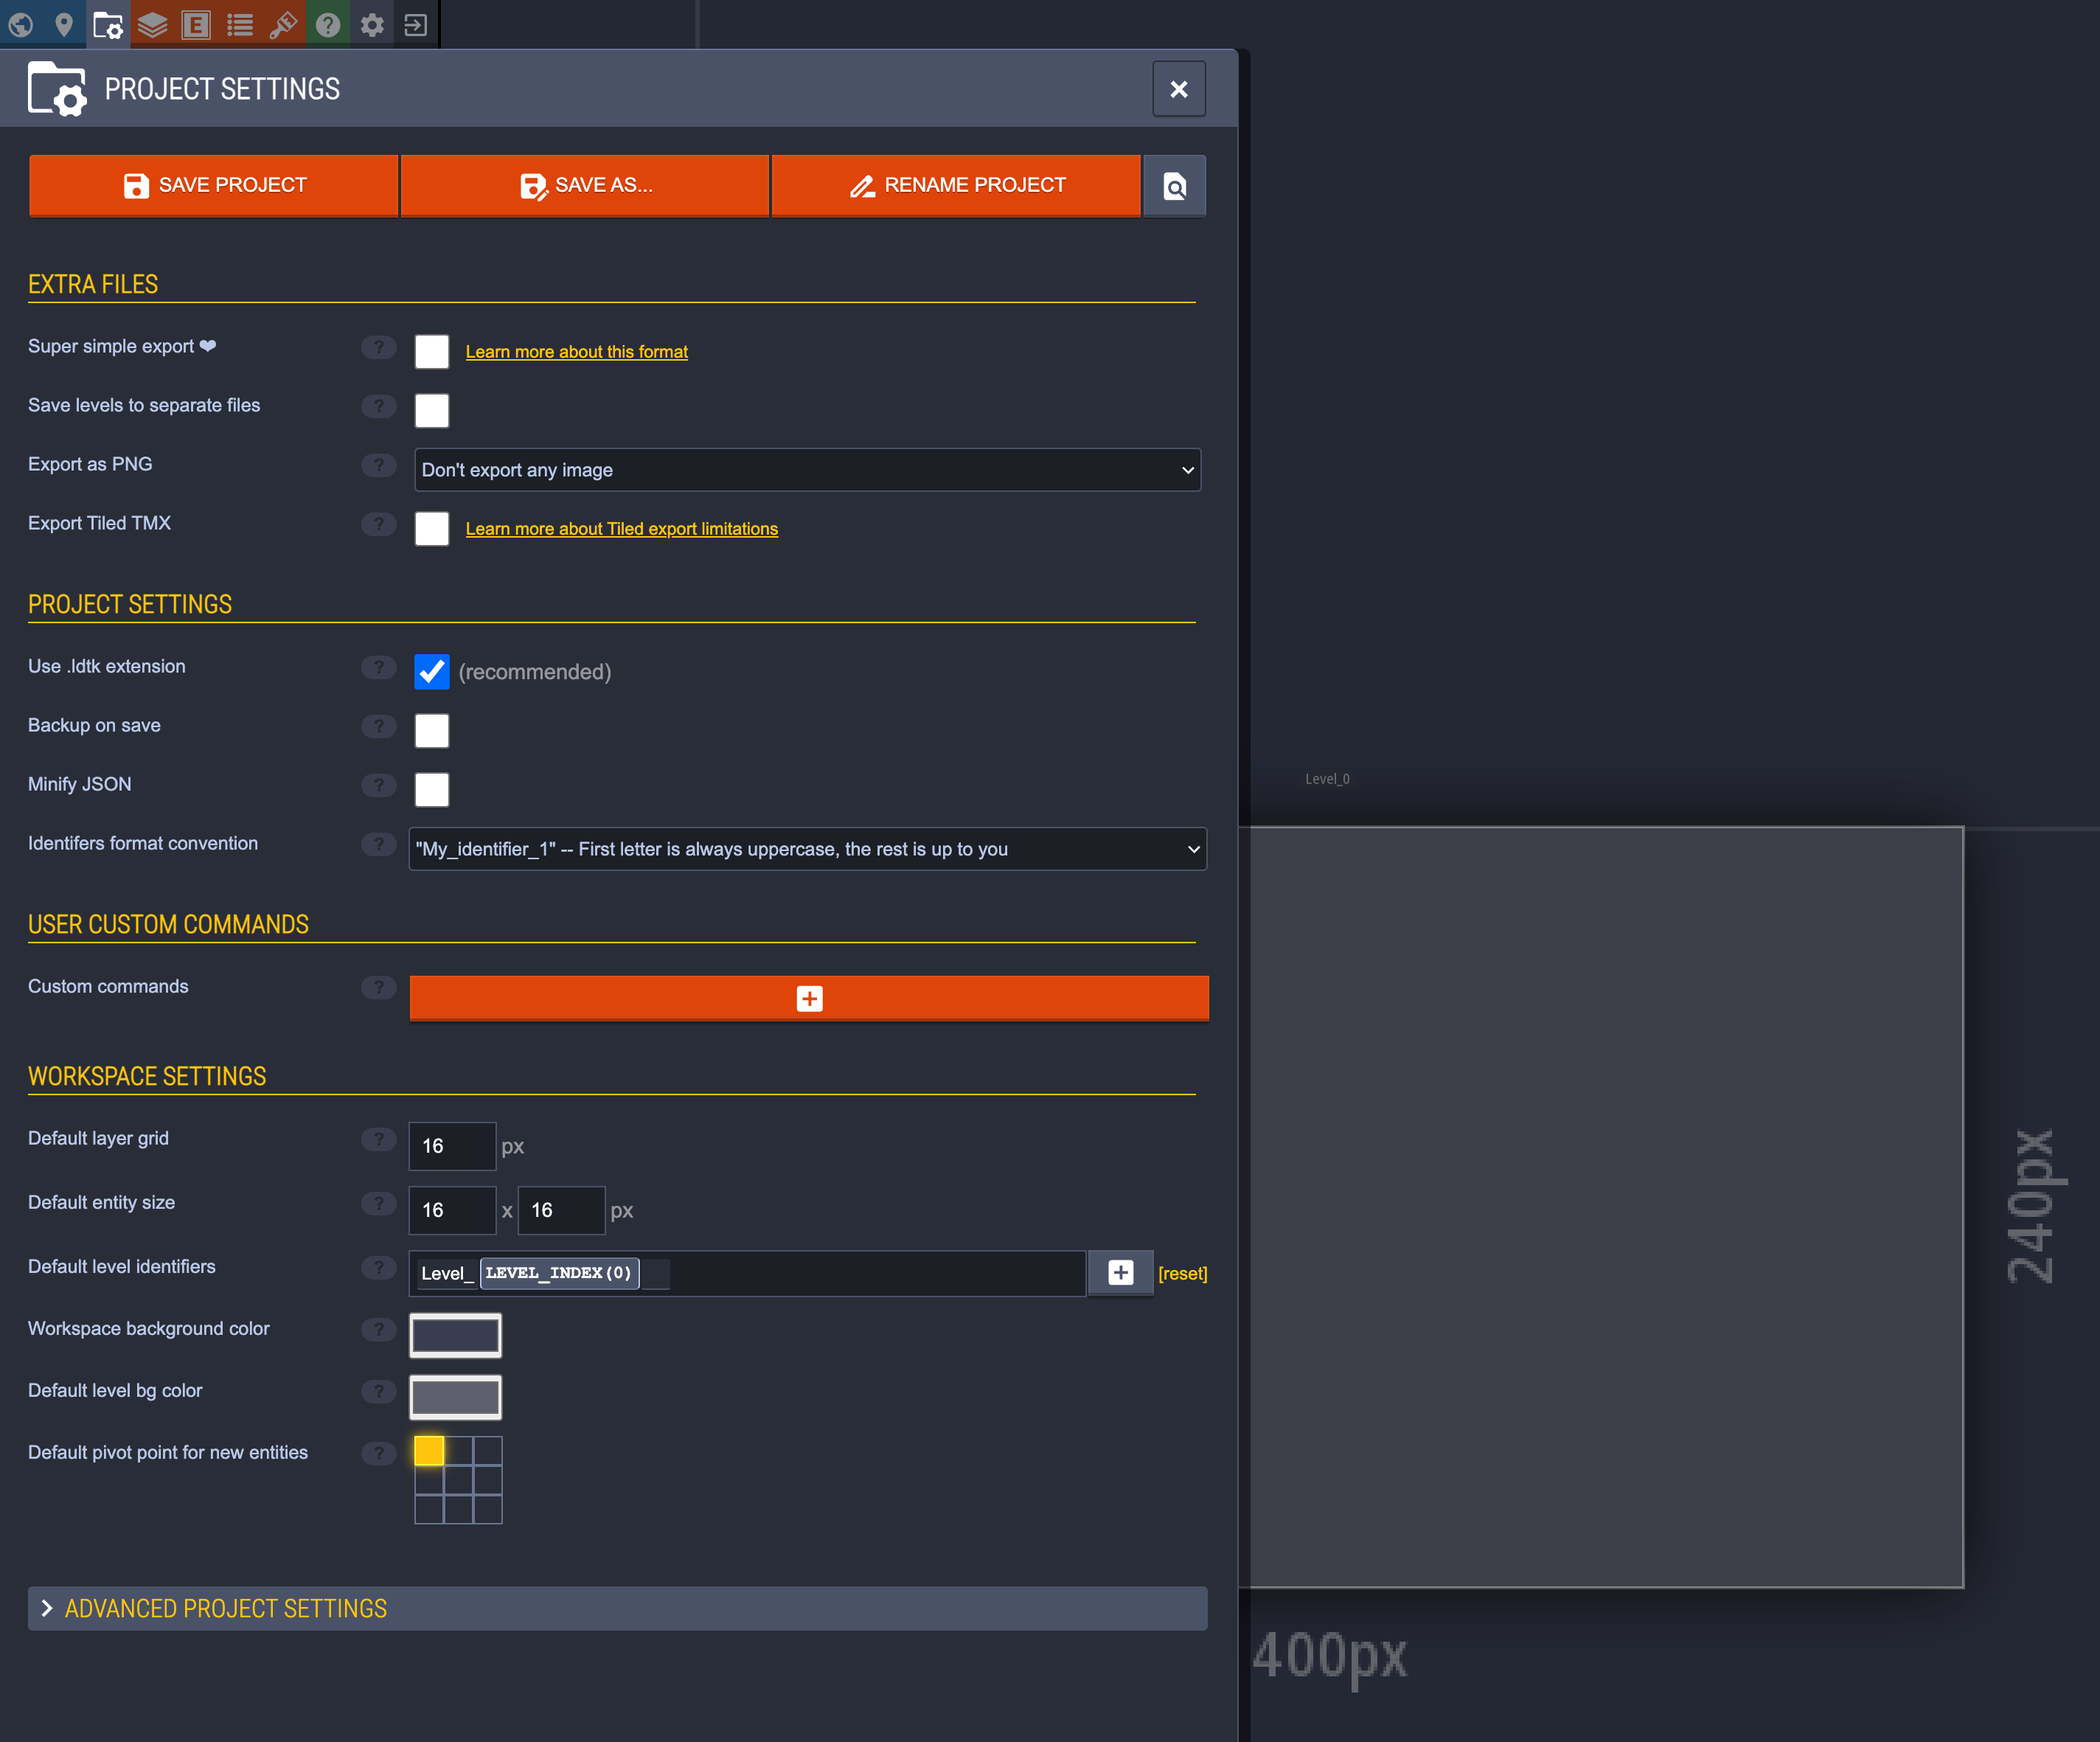 PROJECT SETTINGS
SAVE PROJECT
SAVE AS...
RENAME PROJECT
EXTRA FILES
Super simple export ❤
?
Learn more about this format
Save levels to separate files
?
Export as PNG
?
Don't export any image
Export Tiled TMX
?
Learn more about Tiled export limitations
PROJECT SETTINGS
Use .ldtk extension
?
(recommended)
Backup on save
?
Minify JSON
?
Identifers format convention
?
"My_identifier_1" -- First letter is always uppercase, the rest is up to you
USER CUSTOM COMMANDS
Custom commands
?
WORKSPACE SETTINGS
Default layer grid
?
16 px
Default entity size
?
16 x 16 px
Default level identifiers
?
Level_ LEVEL_INDEX(0)
[reset]
Workspace background color
?
Default level bg color
?
Default pivot point for new entities
?
ADVANCED PROJECT SETTINGS
Level_0
240px
400px